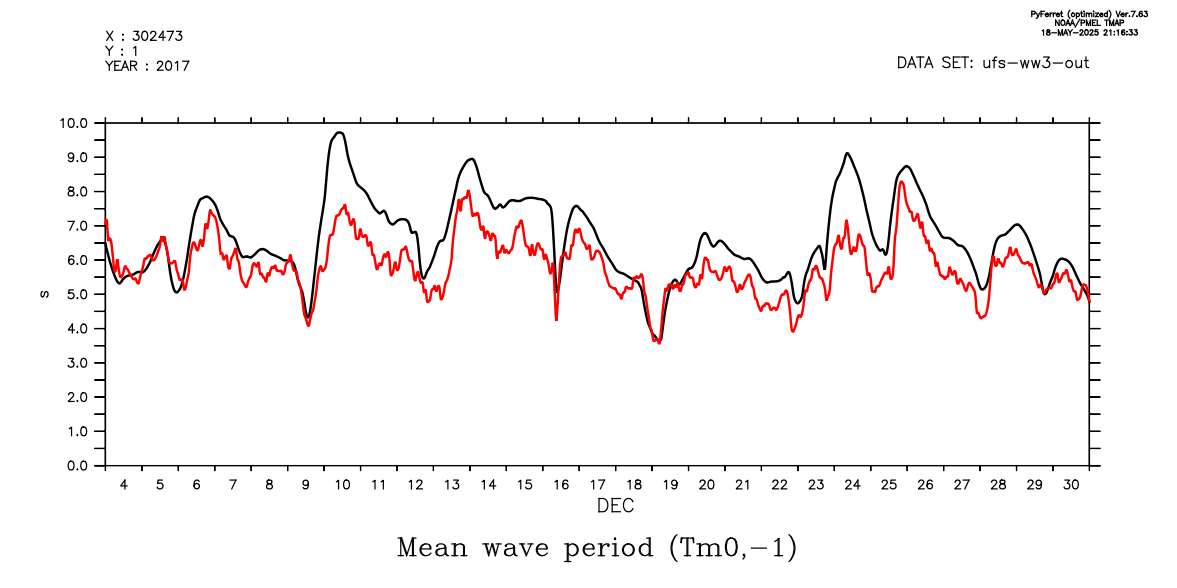 PyFerret (optimized) Ver.7.63
NOAA/PMEL TMAP
18-MAY-2025 21:16:33
X : 302473
Y : 1
YEAR : 2017
DATA SET: ufs-ww3-out
10.0
9.0
8.0
7.0
6.0
5.0
4.0
3.0
2.0
1.0
0.0
s
4 5 6 7 8 9 10 11 12 13 14 15 16 17 18 19 20 21 22 23 24 25 26 27 28 29 30
DEC
Mean wave period (Tm0,-1)